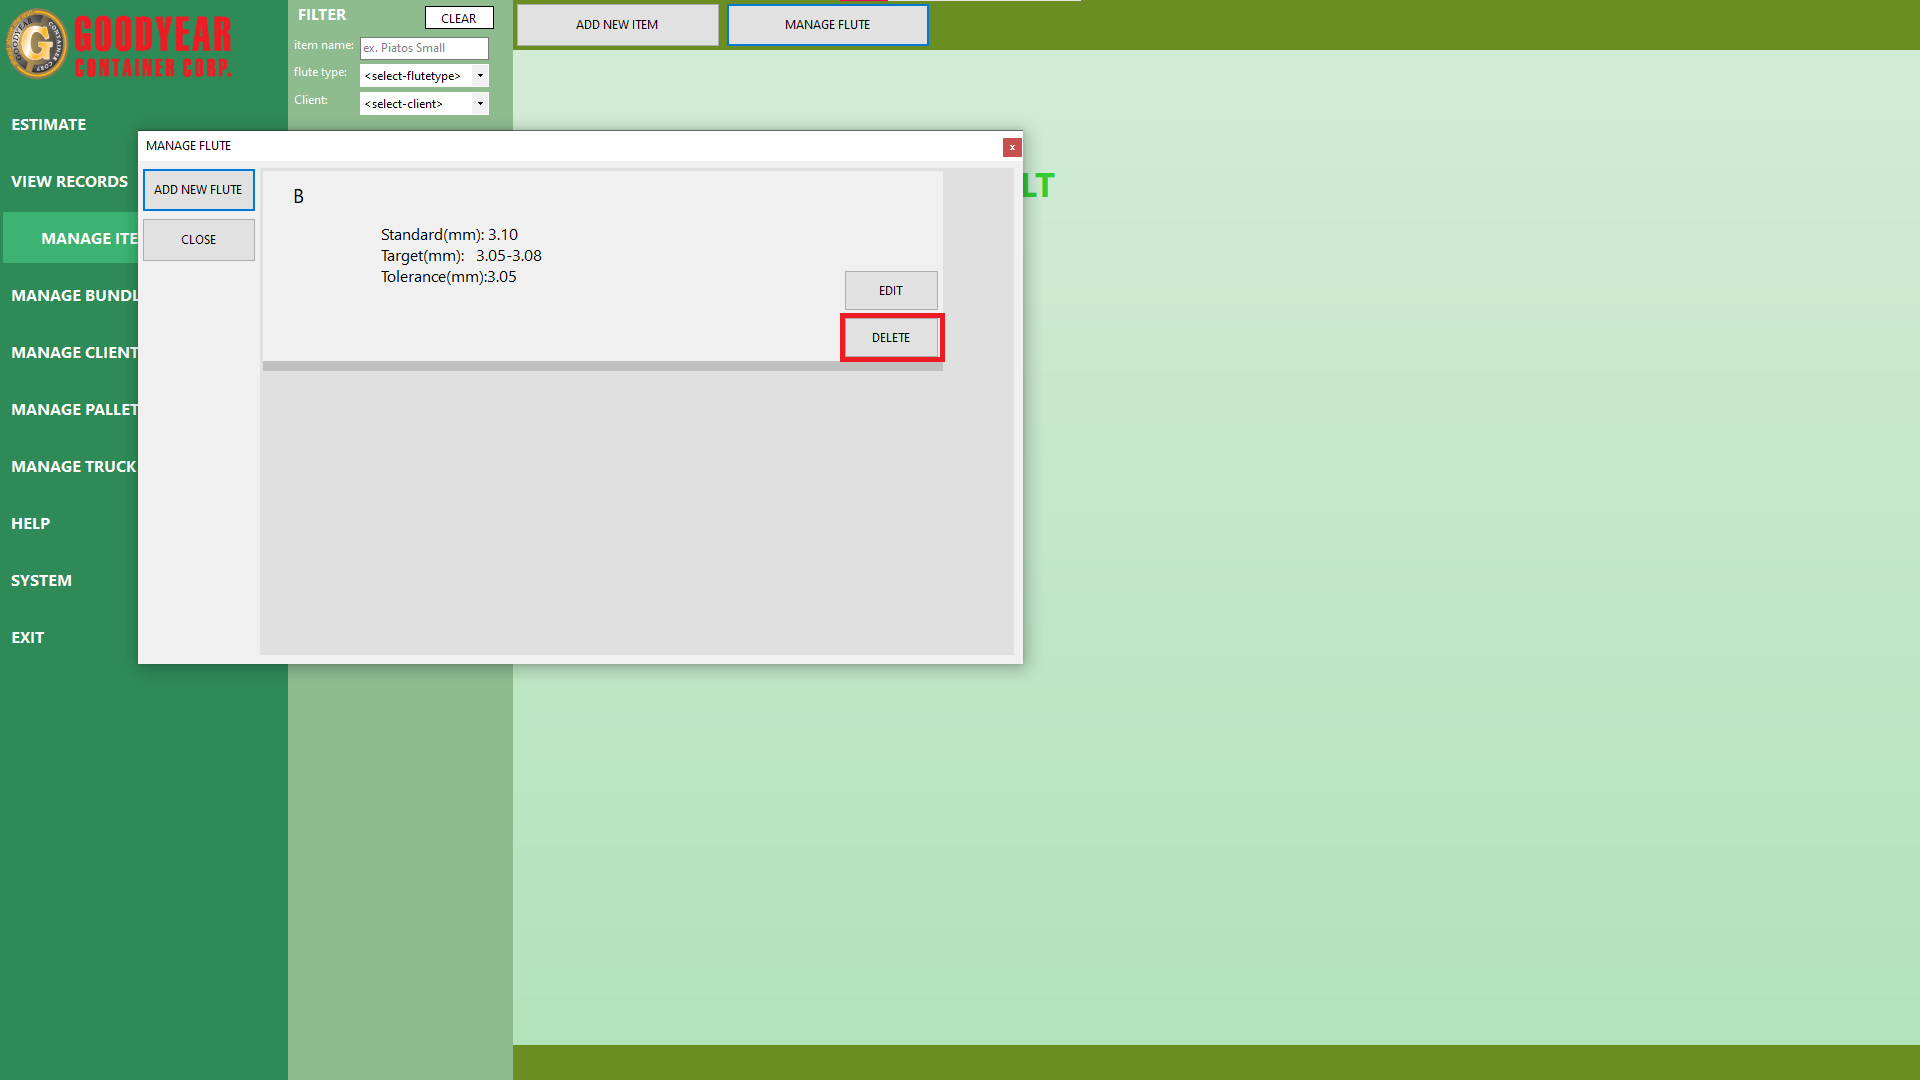 GOODYEAR
CONTAINER CORP.
ESTIMATE
VIEW RECORDS
MANAGE ITE
MANAGE BUNDL
MANAGE CLIENT
MANAGE PALLET
MANAGE TRUCK
HELP
SYSTEM
EXIT
FILTER
CLEAR
item name:
ex. Piatos Small
flute type:
<select-flutetype>
Client:
<select-client>
ADD NEW ITEM
MANAGE FLUTE
LT
MANAGE FLUTE
x
ADD NEW FLUTE
CLOSE
B
Standard(mm): 3.10
Target(mm): 3.05-3.08
Tolerance(mm):3.05
EDIT
DELETE